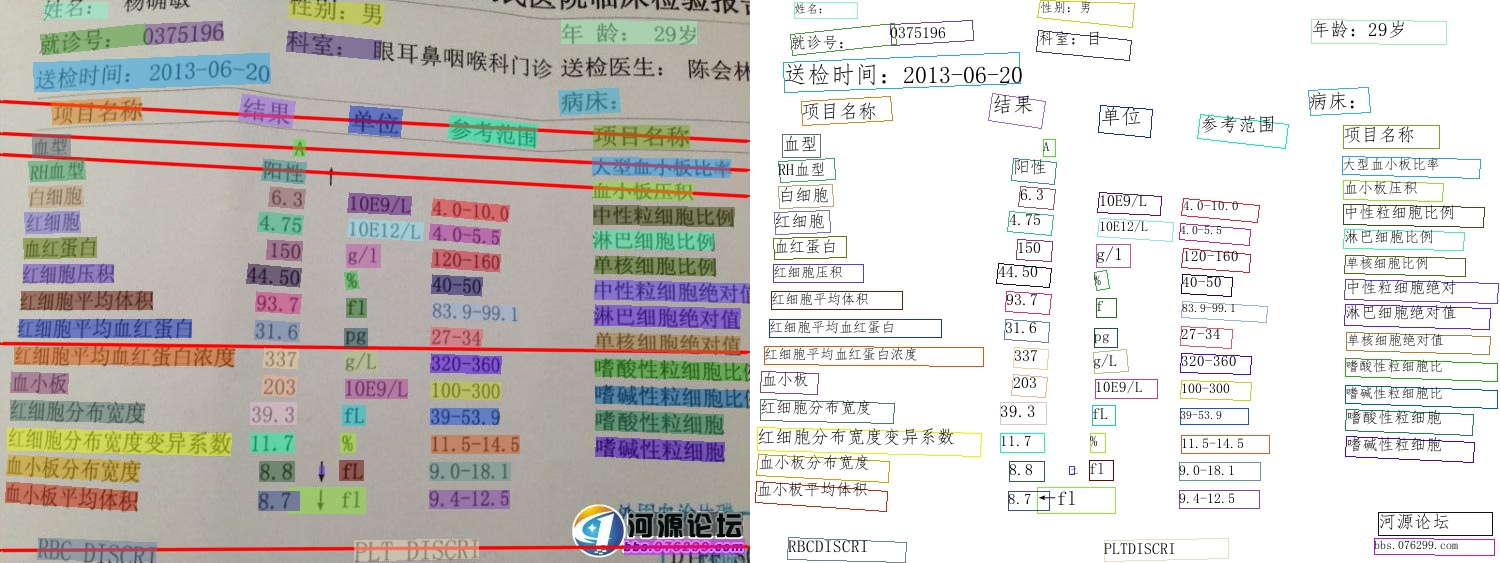 姓名： 杨
性别：男
医院临床检验报告
就诊号： 0375196
科室： 眼耳鼻咽喉科门诊
年 龄： 29岁
送检时间：2013-06-20
送检医生： 陈会林
病床：
项目名称 结果 单位 参考范围 项目名称
血型 A 大型血小板比率
RH血型 阳性 ↑ 血小板压积
白细胞 6.3 10E9/L 4.0-10.0 中性粒细胞比例
红细胞 4.75 10E12/L 4.0-5.5 淋巴细胞比例
血红蛋白 150 g/l 120-160 单核细胞比例
红细胞压积 44.50 % 40-50 中性粒细胞绝对值
红细胞平均体积 93.7 fl 83.9-99.1 淋巴细胞绝对值
红细胞平均血红蛋白 31.6 pg 27-34 单核细胞绝对值
红细胞平均血红蛋白浓度 337 g/L 320-360 嗜酸性粒细胞比例
血小板 203 10E9/L 100-300 嗜碱性粒细胞比例
红细胞分布宽度 39.3 fL 39-53.9 嗜酸性粒细胞
红细胞分布宽度变异系数 11.7 % 11.5-14.5 嗜碱性粒细胞
血小板分布宽度 8.8 ↓ fL 9.0-18.1
血小板平均体积 8.7 ↓ fl 9.4-12.5
RBC DISCRI PLT DISCRI
河源论坛
bbs.076299.com
姓名：
性别：男
就诊号： 0375196
科室：目
年龄：29岁
送检时间：2013-06-20
病床：
项目名称 结果 单位 参考范围 项目名称
血型 A 大型血小板比率
RH血型 阳性 血小板压积
白细胞 6.3 10E9/L 4.0-10.0 中性粒细胞比例
红细胞 4.75 10E12/L 4.0-5.5 淋巴细胞比例
血红蛋白 150 g/l 120-160 单核细胞比例
红细胞压积 44.50 % 40-50 中性粒细胞绝对
红细胞平均体积 93.7 f 83.9-99.1 淋巴细胞绝对值
红细胞平均血红蛋白 31.6 pg 27-34 单核细胞绝对值
红细胞平均血红蛋白浓度 337 g/L 320-360 嗜酸性粒细胞比
血小板 203 10E9/L 100-300 嗜碱性粒细胞比
红细胞分布宽度 39.3 fL 39-53.9 嗜酸性粒细胞
红细胞分布宽度变异系数 11.7 % 11.5-14.5 嗜碱性粒细胞
血小板分布宽度 8.8 fl 9.0-18.1
血小板平均体积 8.7 ←fl 9.4-12.5
RBCDISCRI PLTDISCRI
河源论坛
bbs.076299.com